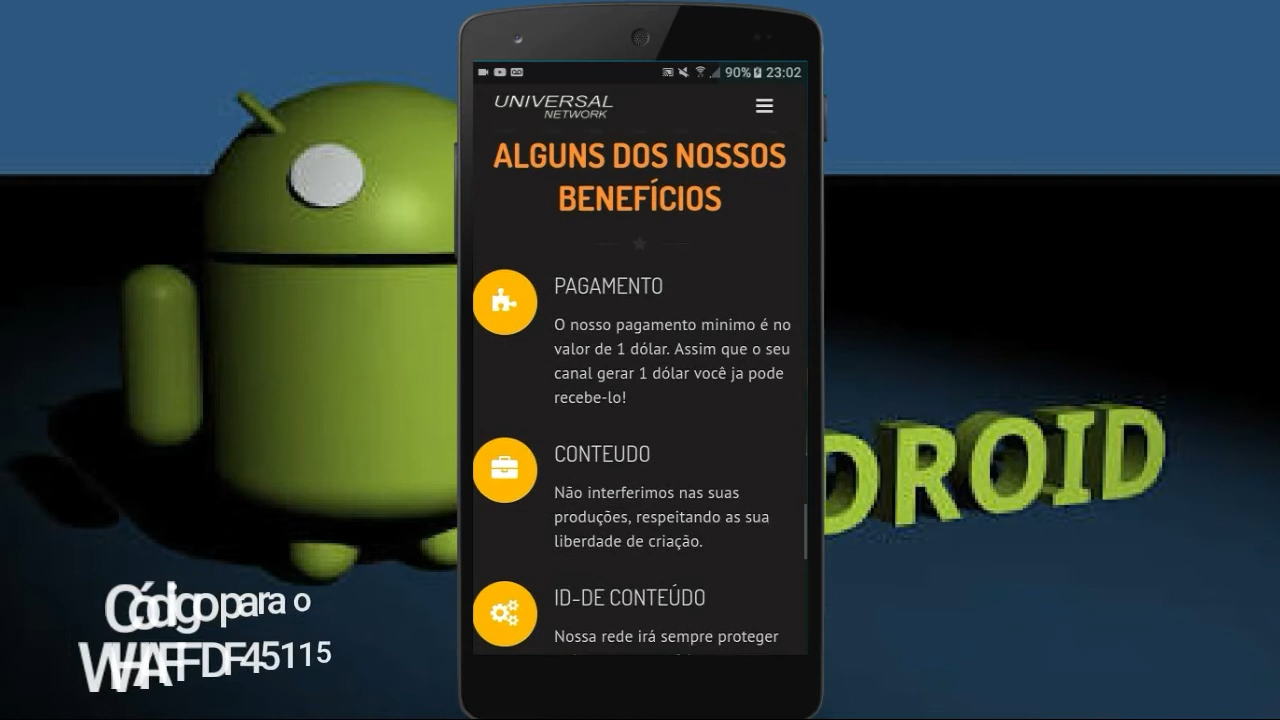 90% 23:02
UNIVERSAL
NETWORK
ALGUNS DOS NOSSOS
BENEFÍCIOS
PAGAMENTO
O nosso pagamento minimo é no
valor de 1 dólar. Assim que o seu
canal gerar 1 dólar você ja pode
recebe-lo!
CONTEUDO
Não interferimos nas suas
produções, respeitando as sua
liberdade de criação.
ID-DE CONTEÚDO
Nossa rede irá sempre proteger
DROID
Código para o